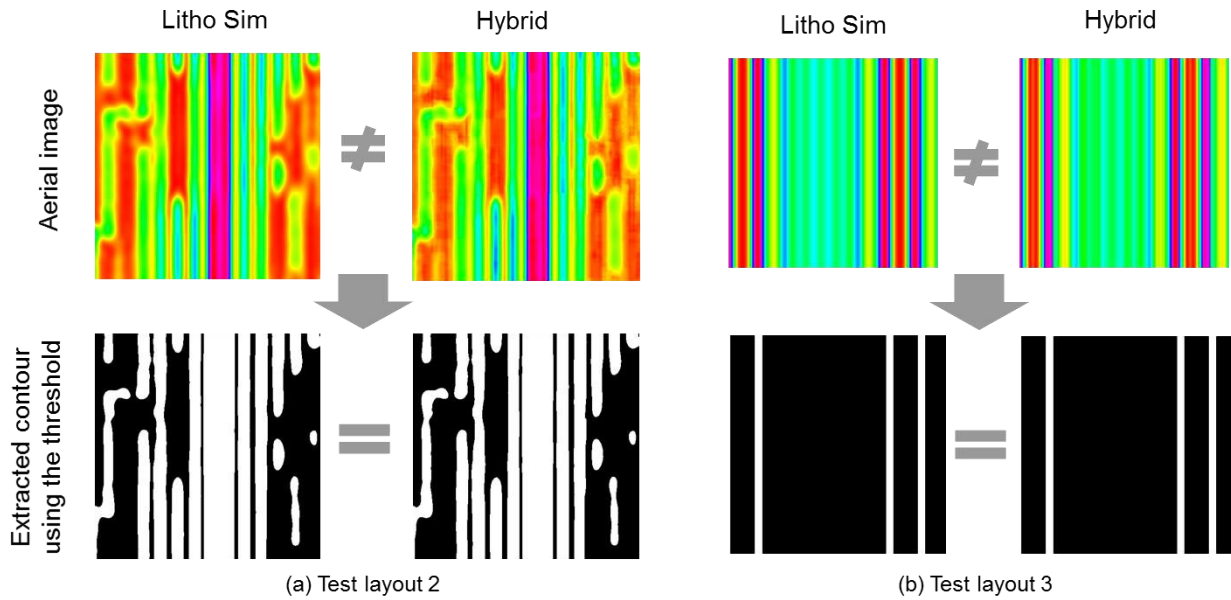 Litho Sim
Hybrid
Litho Sim
Hybrid
Aerial image
≠
≠
Extracted contour
using the threshold
=
=
(a) Test layout 2
(b) Test layout 3